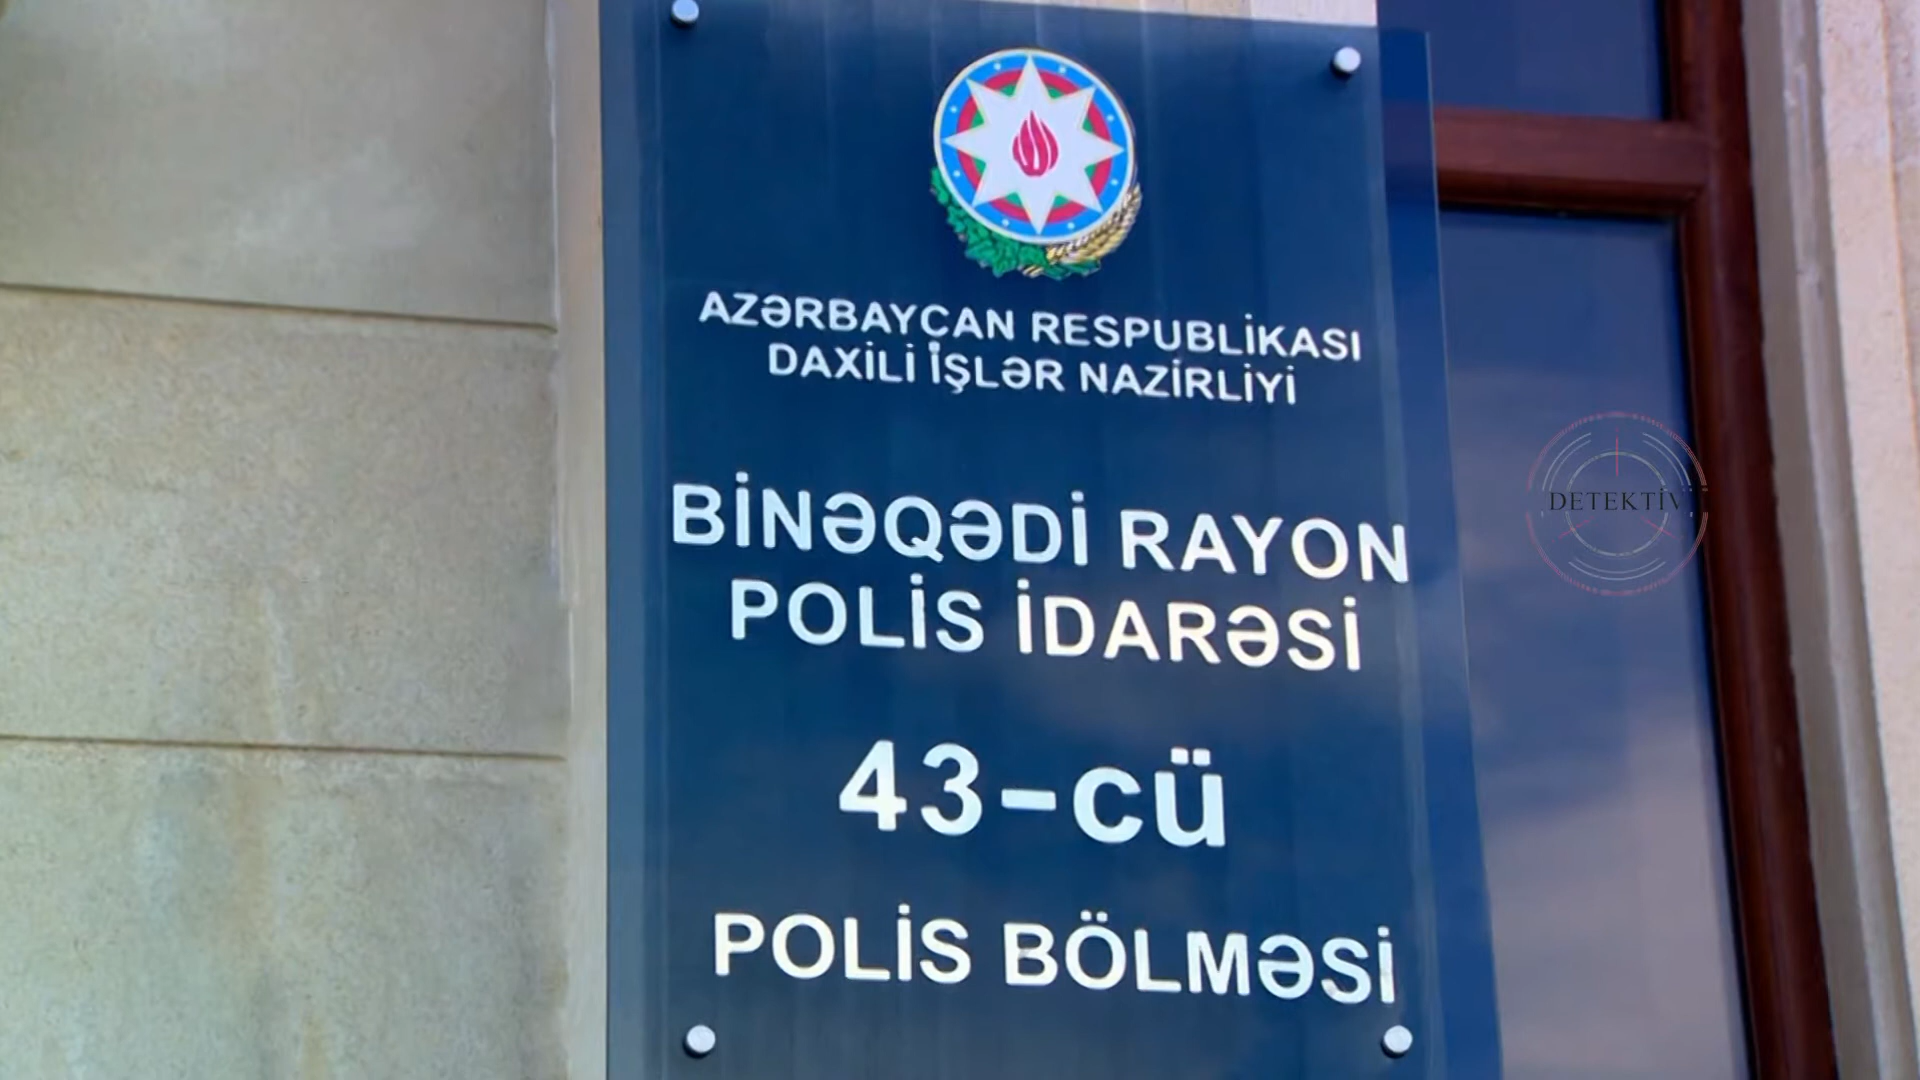 AZƏRBAYCAN RESPUBLİKASI
DAXİLİ İŞLƏR NAZİRLİYİ
BİNƏQƏDİ RAYON
POLİS İDARƏSİ
43-cü
POLİS BÖLMƏSİ
DETEKTİV